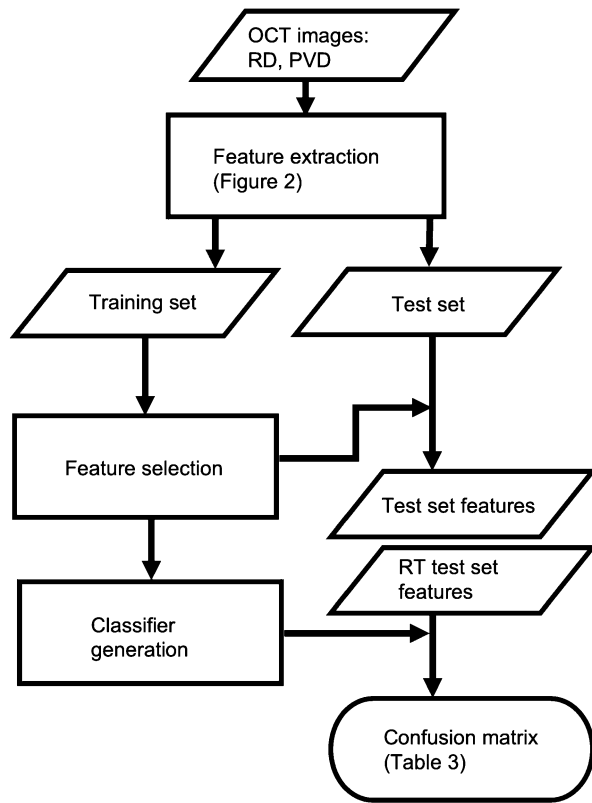 OCT images:
RD, PVD
Feature extraction
(Figure 2)
Training set
Test set
Feature selection
Test set features
RT test set
features
Classifier
generation
Confusion matrix
(Table 3)